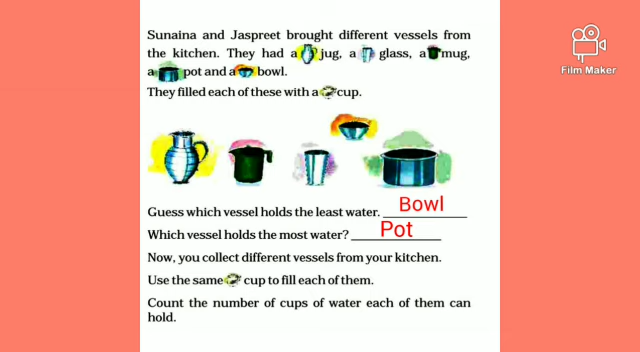 Sunaina and Jaspreet brought different vessels from
the kitchen. They had a jug, a glass, a mug,
a pot and a bowl.
They filled each of these with a cup.
Film Maker
Guess which vessel holds the least water. Bowl
Which vessel holds the most water? Pot
Now, you collect different vessels from your kitchen.
Use the same cup to fill each of them.
Count the number of cups of water each of them can
hold.